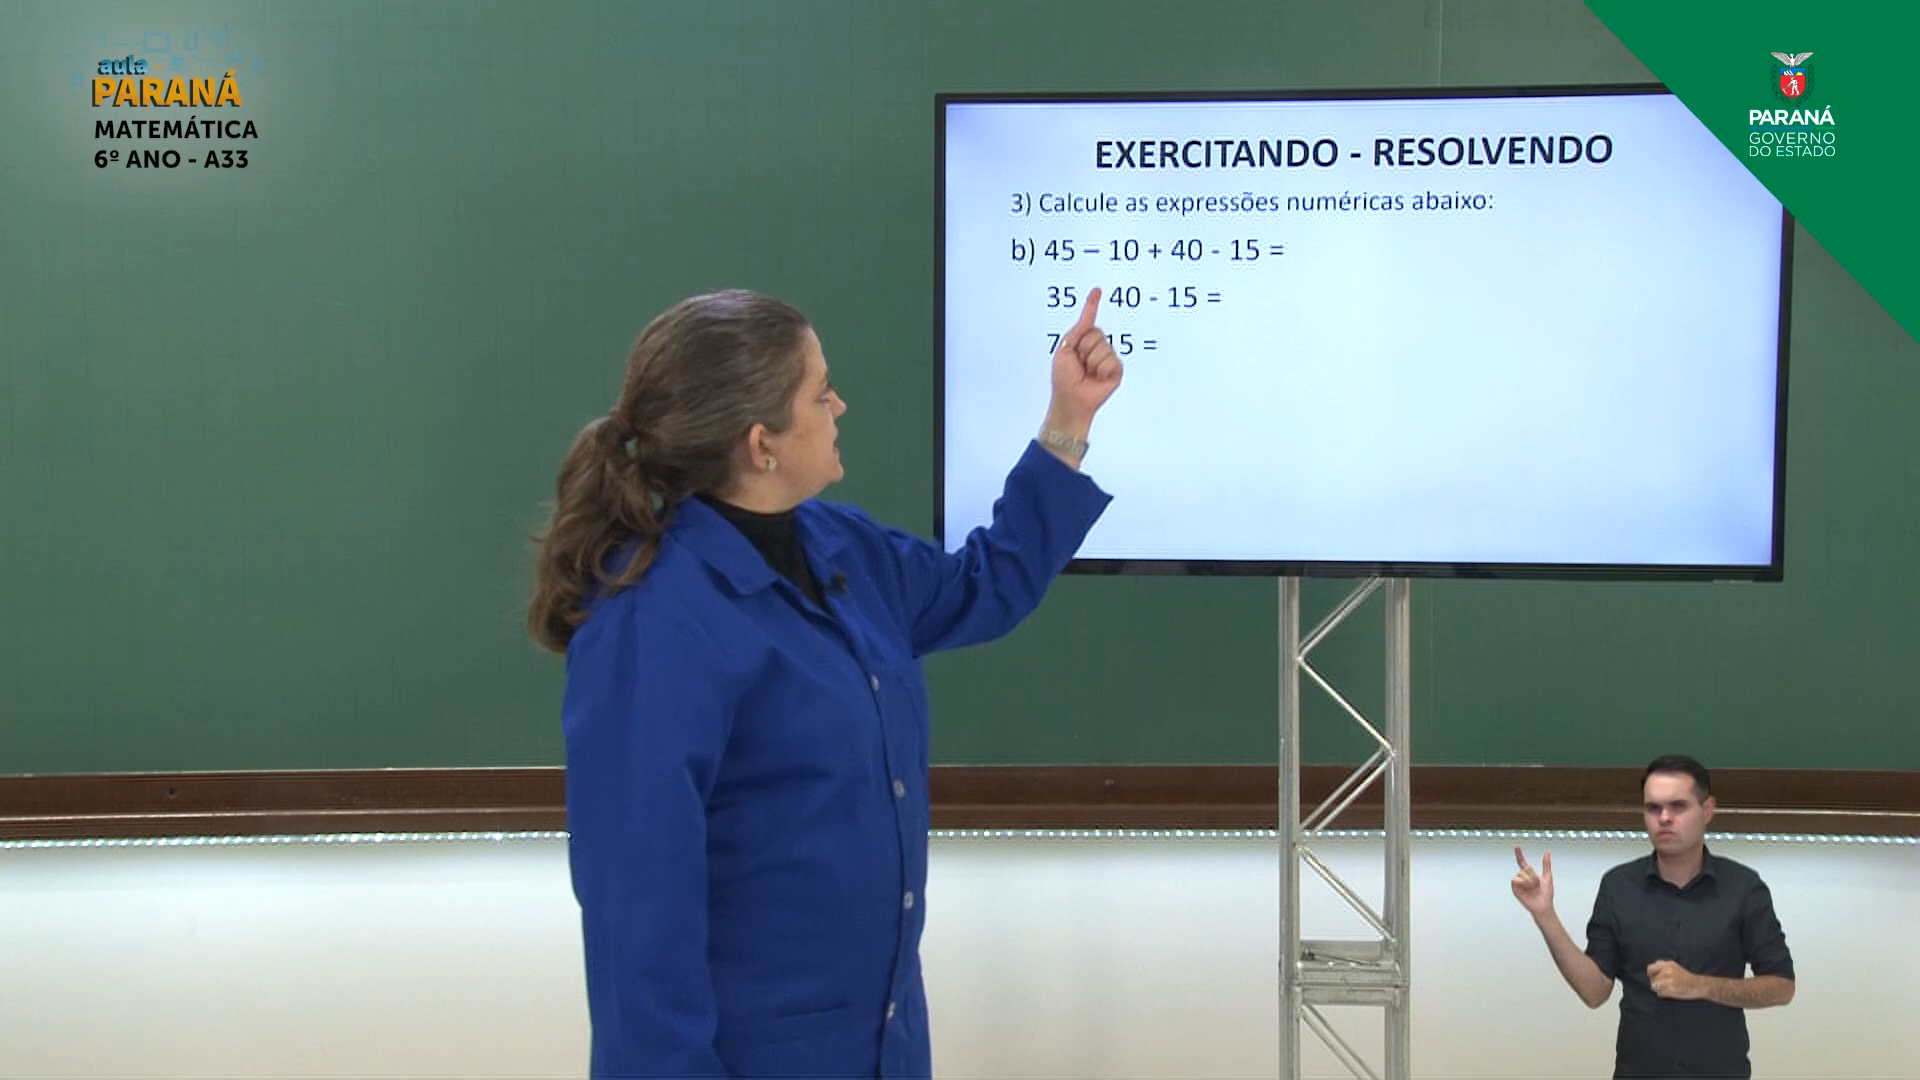 aula
PARANÁ
MATEMÁTICA
6º ANO - A33
PARANÁ
GOVERNO
DO ESTADO
EXERCITANDO - RESOLVENDO
3) Calcule as expressões numéricas abaixo:
b) 45 – 10 + 40 - 15 =
35 40 - 15 =
15 =